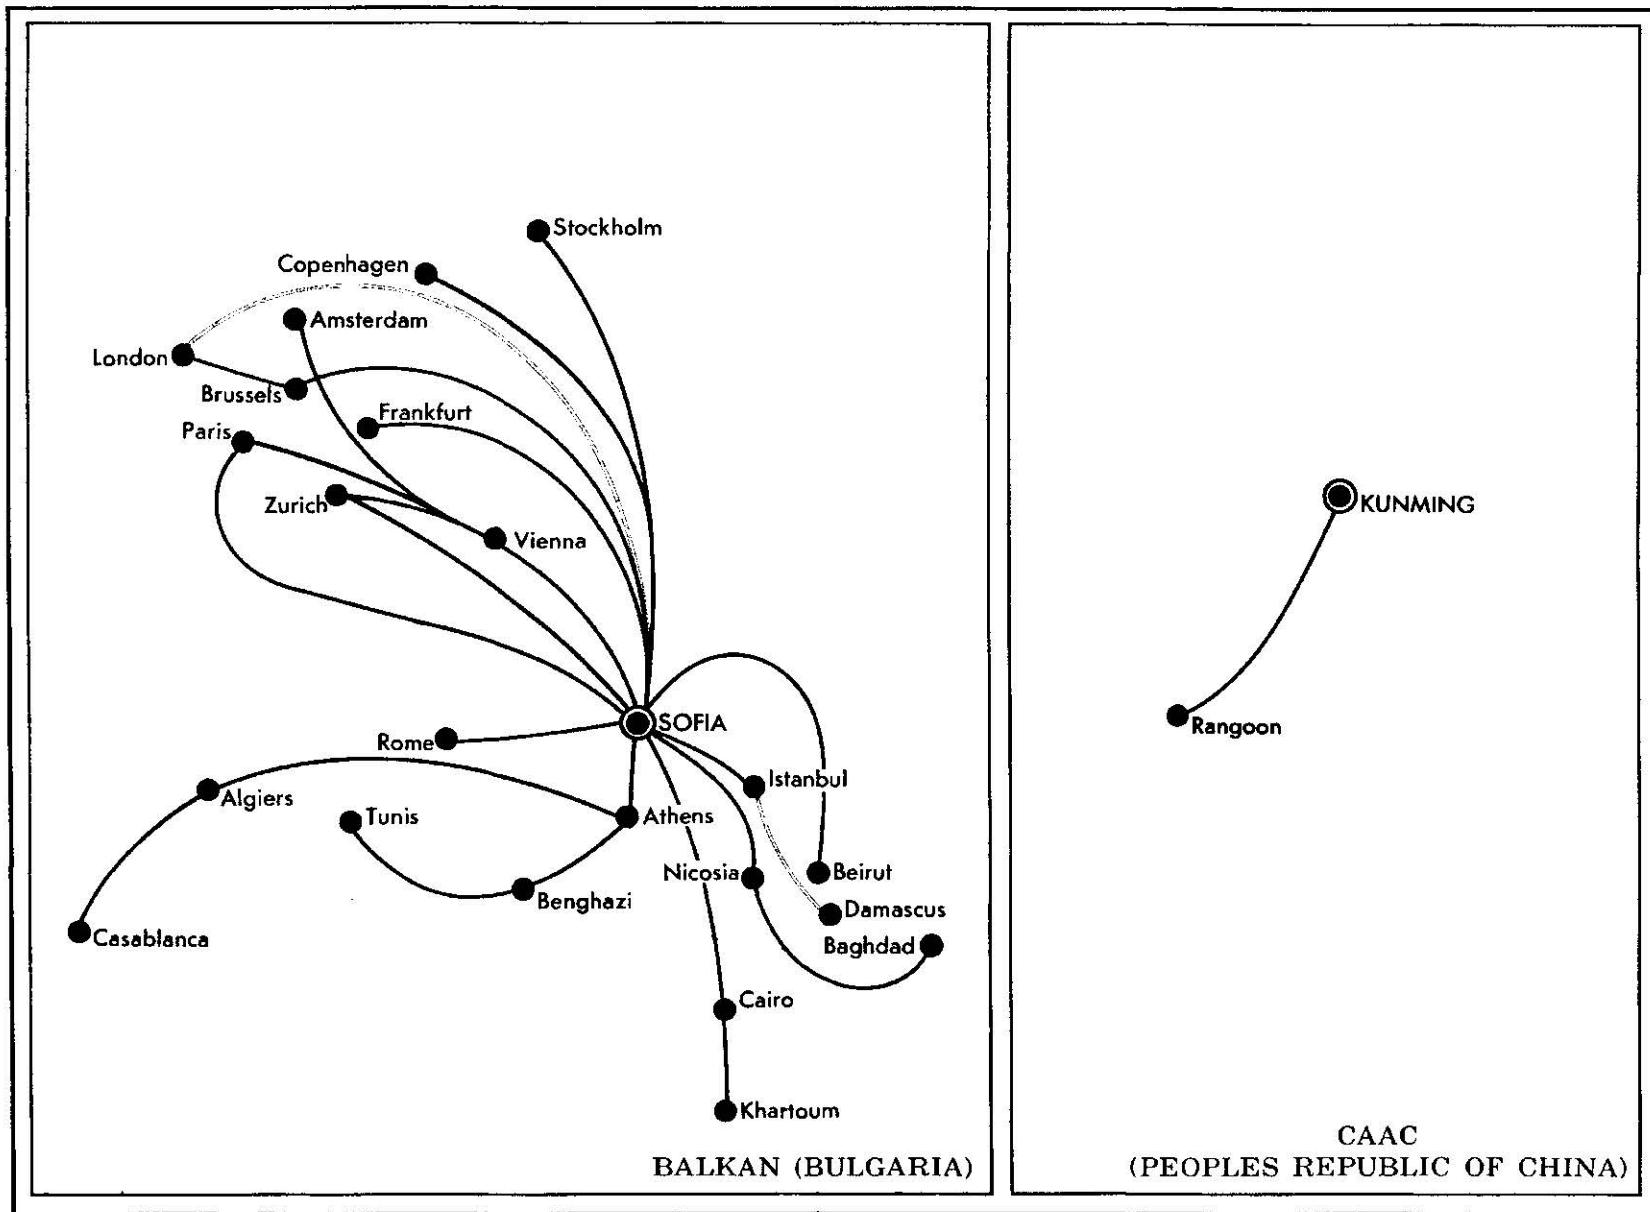 Stockholm
Copenhagen
Amsterdam
London
Brussels
Frankfurt
Paris
Zurich
Vienna
SOFIA
Rome
Istanbul
Algiers
Tunis
Athens
Nicosia
Beirut
Benghazi
Damascus
Casablanca
Baghdad
Cairo
Khartoum
BALKAN (BULGARIA)
KUNMING
Rangoon
CAAC
(PEOPLES REPUBLIC OF CHINA)